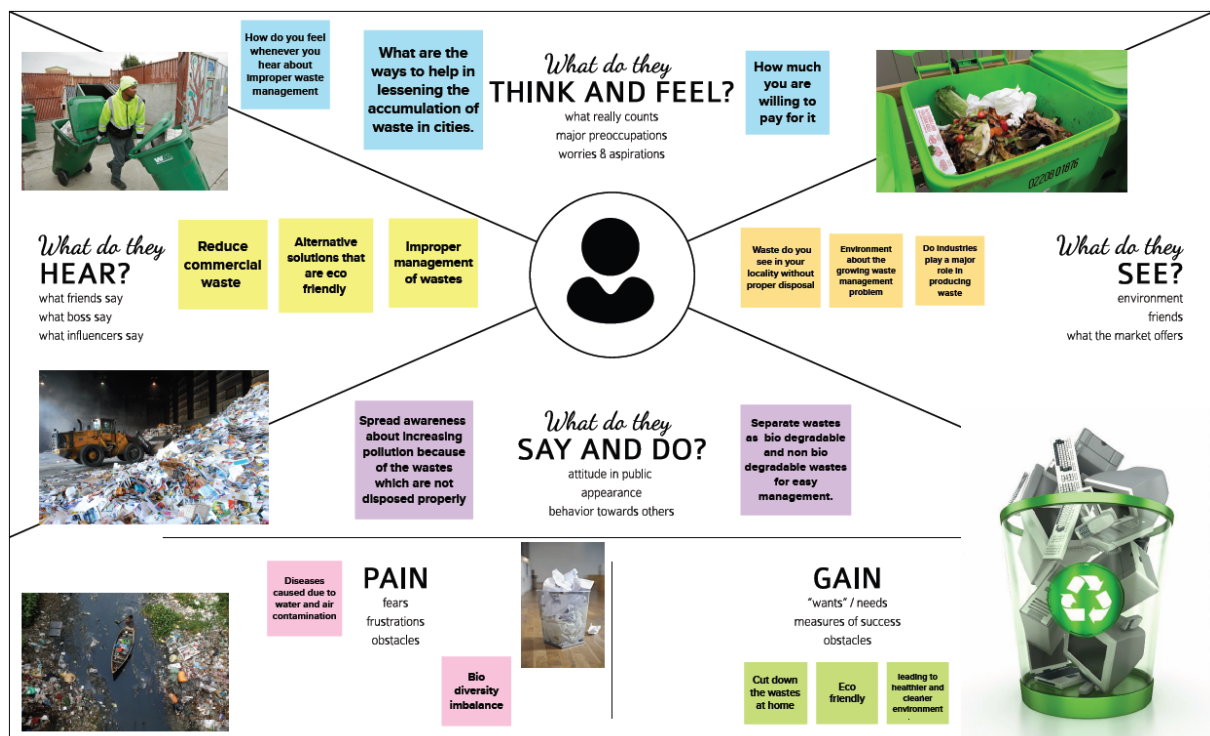 How do you feel
whenever you
hear about
improper waste
management
What are the
ways to help in
lessening the
accumulation of
waste in cities.
What do they
THINK AND FEEL?
what really counts
major preoccupations
worries & aspirations
How much
you are
willing to
pay for it
W
02208 01876
What do they
HEAR?
what friends say
what boss say
what influencers say
Reduce
commercial
waste
Alternative
solutions that
are eco
friendly
Improper
management
of wastes
Waste do you
see in your
locality without
proper disposal
Environment
about the
growing waste
management
problem
Do industries
play a major
role in
producing
waste
What do they
SEE?
environment
friends
what the market offers
Spread awareness
about increasing
pollution because
of the wastes
which are not
disposed properly
What do they
SAY AND DO?
attitude in public
appearance
behavior towards others
Separate wastes
as bio degradable
and non bio
degradable wastes
for easy
management.
Diseases
caused due to
water and air
contamination
PAIN
fears
frustrations
obstacles
Bio
diversity
imbalance
GAIN
"wants" / needs
measures of success
obstacles
Cut down
the wastes
at home
Eco
friendly
leading to
healthier and
cleaner
environment
.